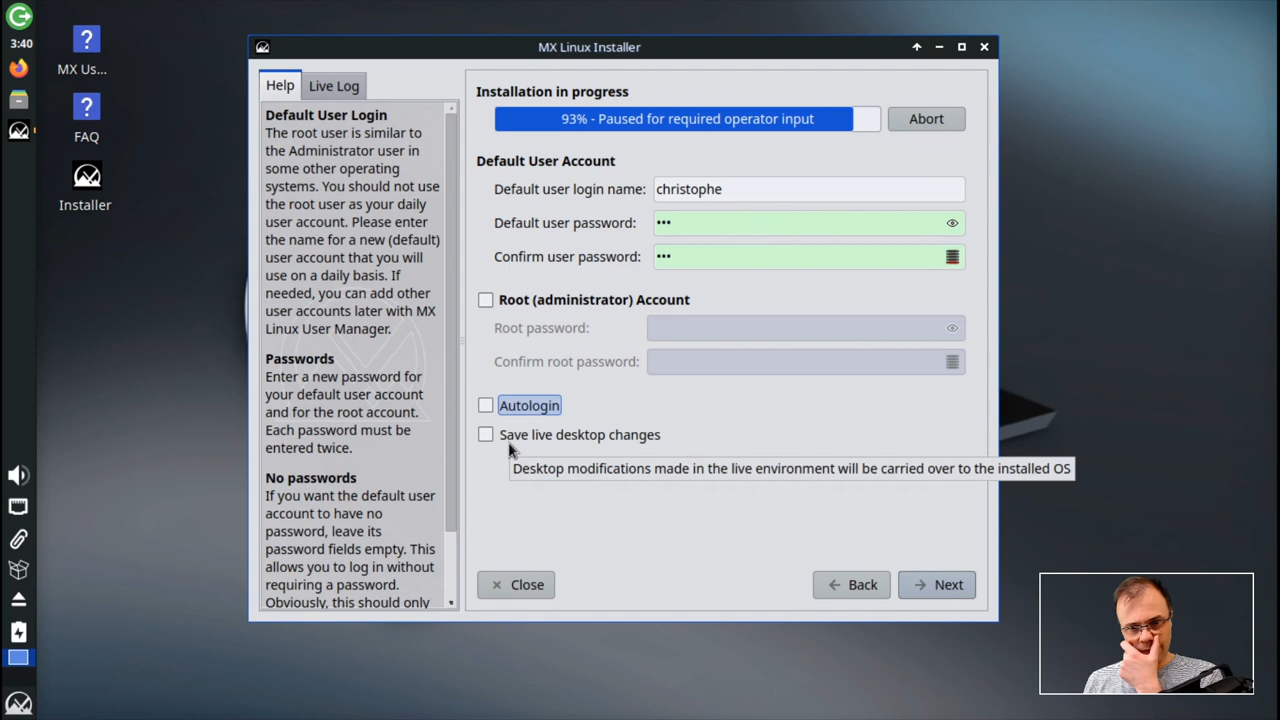 MX Linux Installer
3:40
MX Us...
FAQ
Installer
Help
Live Log
Default User Login
The root user is similar to
the Administrator user in
some other operating
systems. You should not use
the root user as your daily
user account. Please enter
the name for a new (default)
user account that you will
use on a daily basis. If
needed, you can add other
user accounts later with MX
Linux User Manager.
Passwords
Enter a new password for
your default user account
and for the root account.
Each password must be
entered twice.
No passwords
If you want the default user
account to have no
password, leave its
password fields empty. This
allows you to log in without
requiring a password.
Obviously, this should only
Installation in progress
93% - Paused for required operator input
Abort
Default User Account
Default user login name: christophe
Default user password: •••
Confirm user password: •••
Root (administrator) Account
Root password:
Confirm root password:
Autologin
Save live desktop changes
Desktop modifications made in the live environment will be carried over to the installed OS
Close
Back
Next